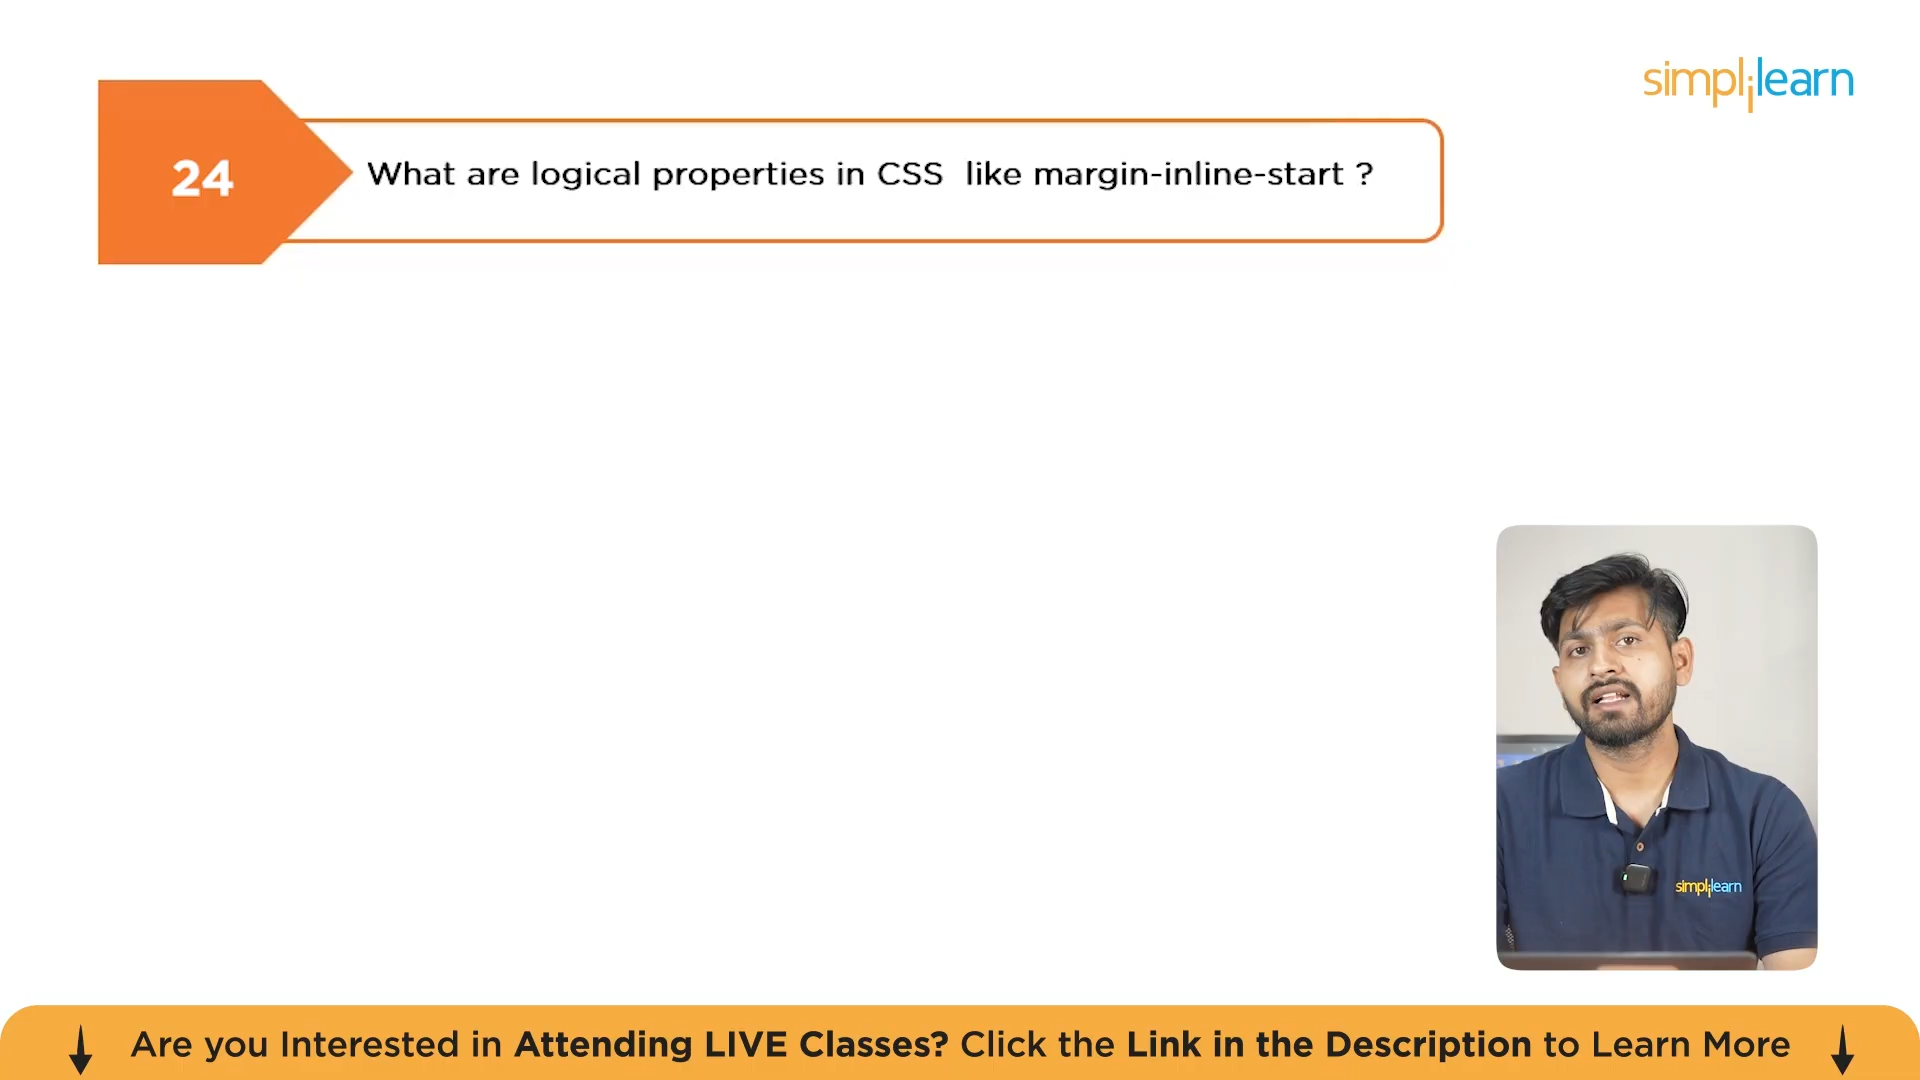 simplilearn
24
What are logical properties in CSS like margin-inline-start ?
simplilearn
Are you Interested in Attending LIVE Classes? Click the Link in the Description to Learn More